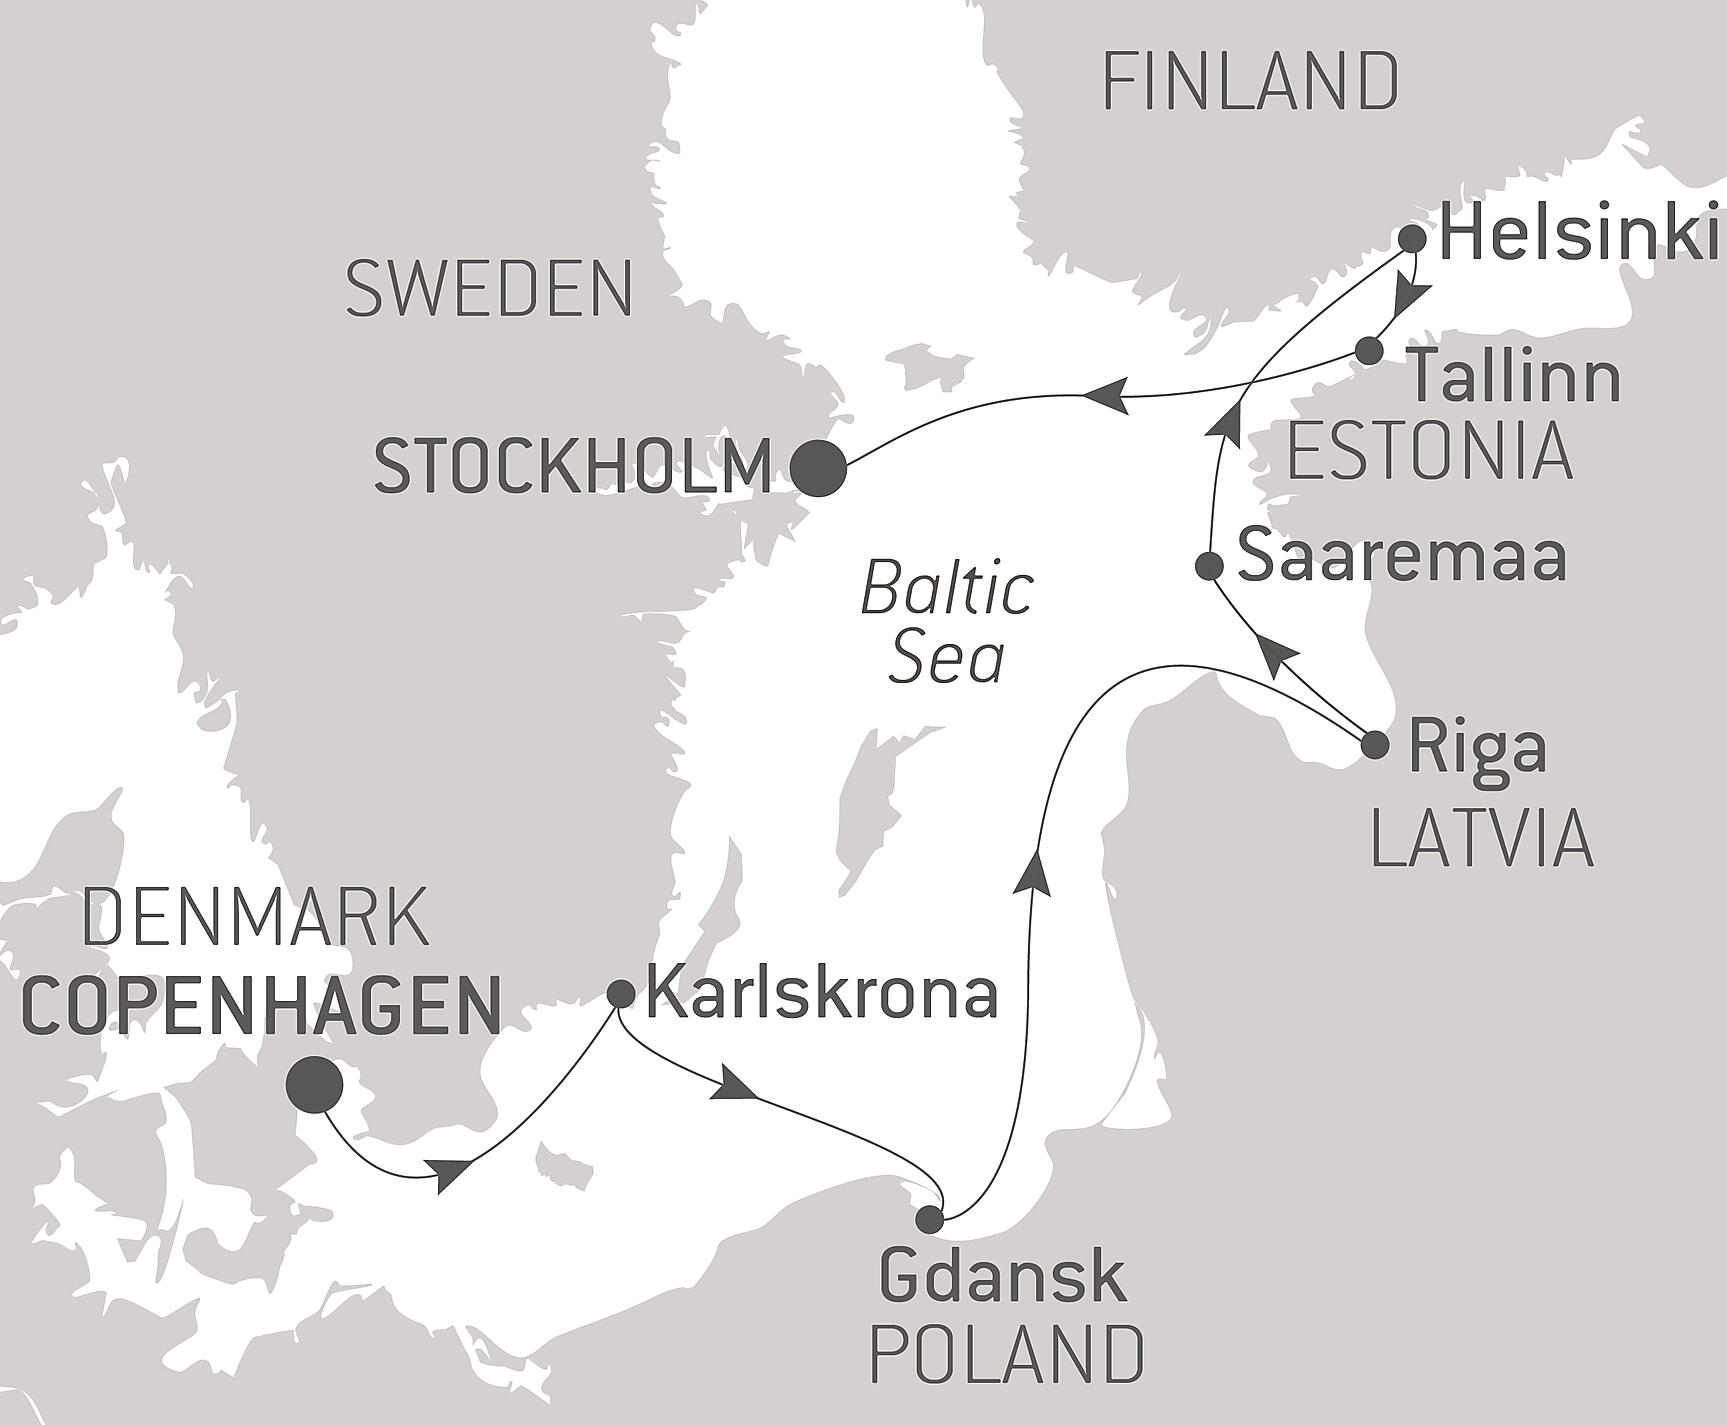 FINLAND
Helsinki
SWEDEN
Tallinn
ESTONIA
STOCKHOLM
Saaremaa
Baltic
Sea
Riga
LATVIA
DENMARK
COPENHAGEN
Karlskrona
Gdansk
POLAND